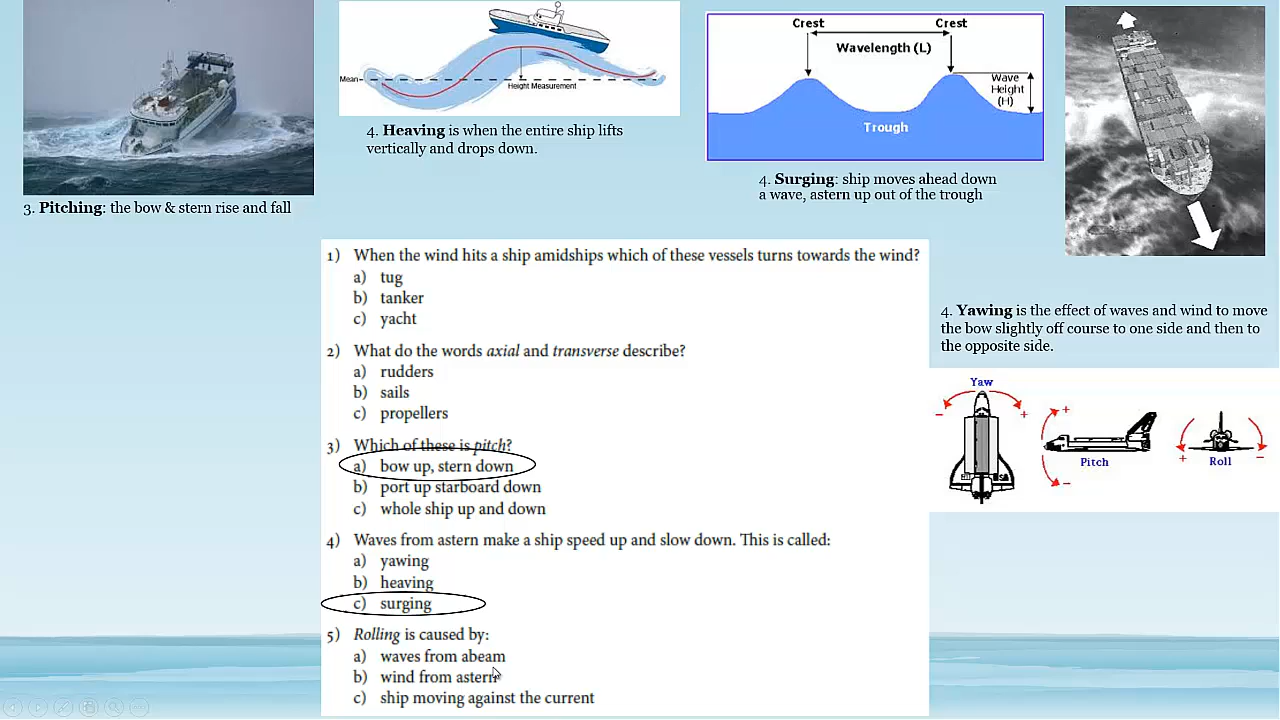 3. Pitching: the bow & stern rise and fall
Mean
Height Measurement
4. Heaving is when the entire ship lifts
vertically and drops down.
Crest
Crest
Wavelength (L)
Wave
Height
(H)
Trough
4. Surging: ship moves ahead down
a wave, astern up out of the trough
4. Yawing is the effect of waves and wind to move
the bow slightly off course to one side and then to
the opposite side.
Yaw
- +
+
Pitch
-
+
Roll
-
1) When the wind hits a ship amidships which of these vessels turns towards the wind?
a) tug
b) tanker
c) yacht
2) What do the words axial and transverse describe?
a) rudders
b) sails
c) propellers
3) Which of these is pitch?
a) bow up, stern down
b) port up starboard down
c) whole ship up and down
4) Waves from astern make a ship speed up and slow down. This is called:
a) yawing
b) heaving
c) surging
5) Rolling is caused by:
a) waves from abeam
b) wind from astern
c) ship moving against the current